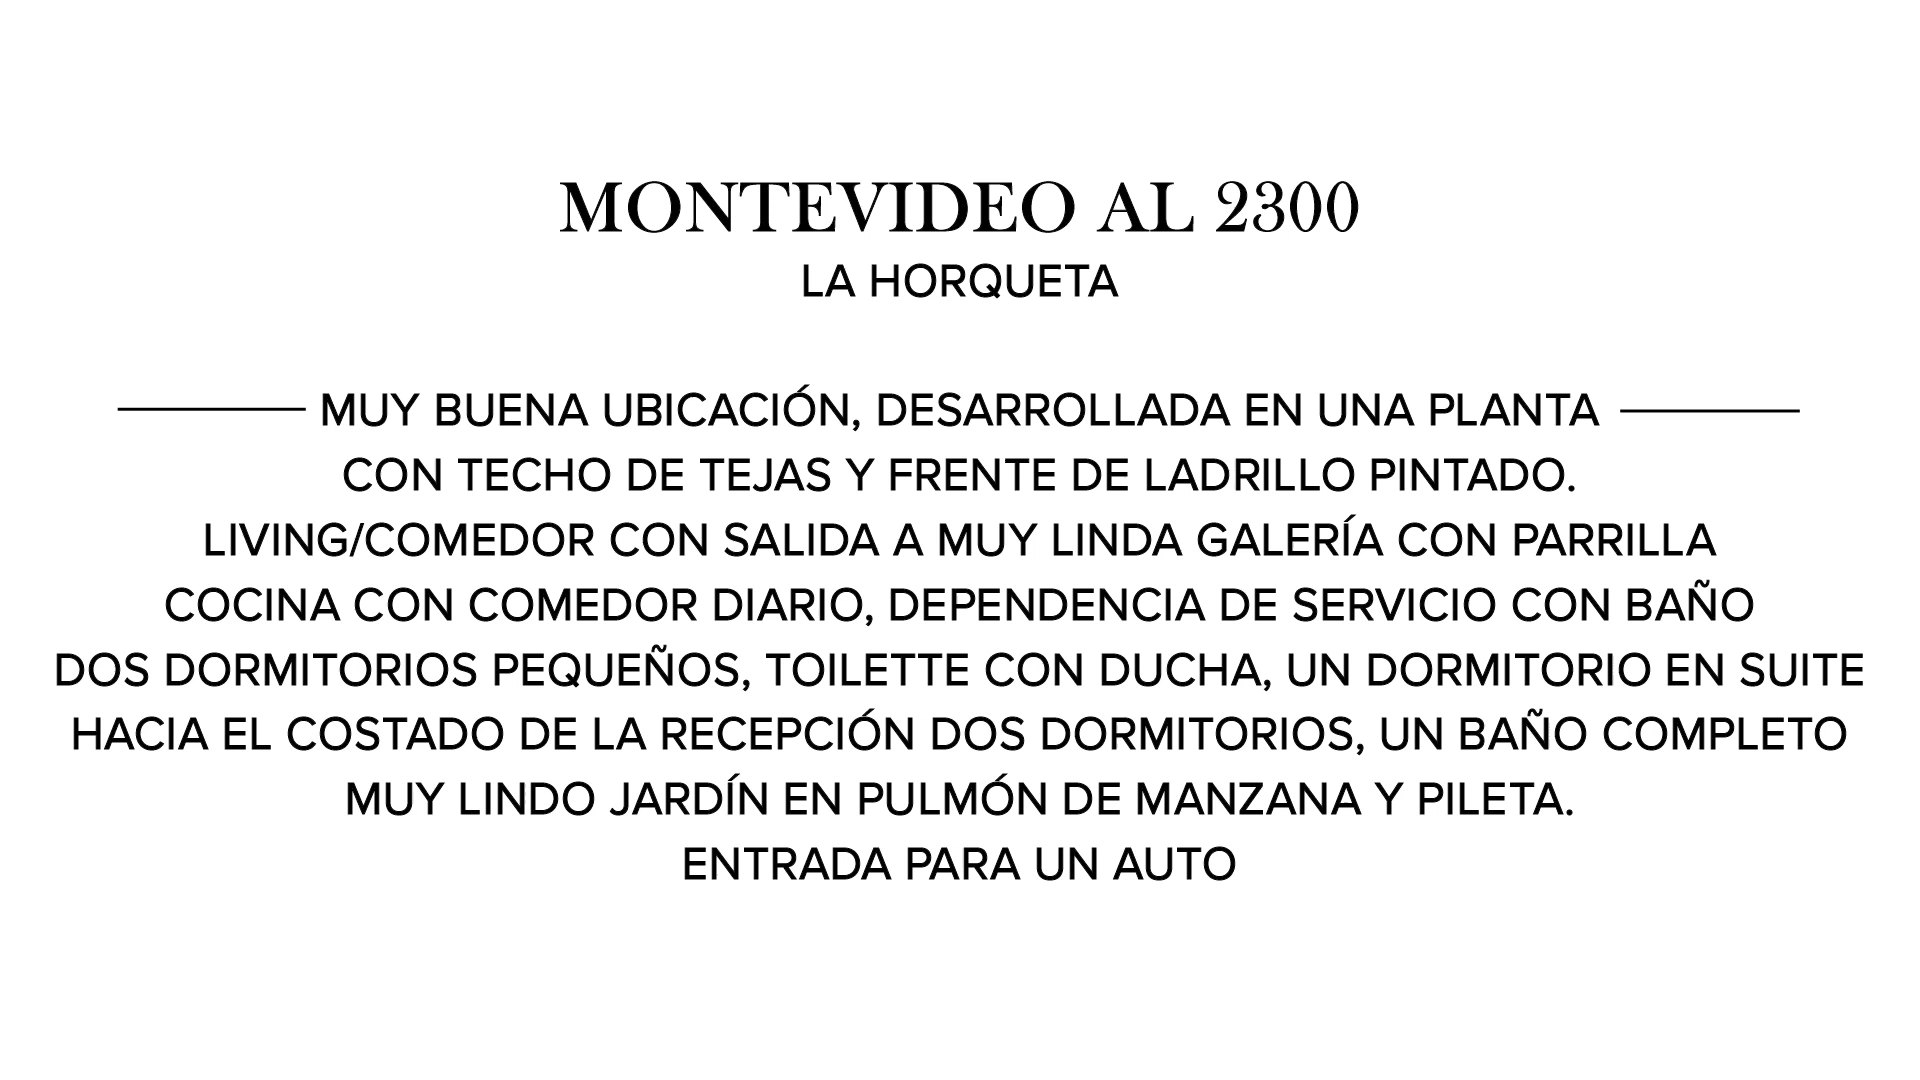 MONTEVIDEO AL 2300
LA HORQUETA
MUY BUENA UBICACIÓN, DESARROLLADA EN UNA PLANTA
CON TECHO DE TEJAS Y FRENTE DE LADRILLO PINTADO.
LIVING/COMEDOR CON SALIDA A MUY LINDA GALERÍA CON PARRILLA
COCINA CON COMEDOR DIARIO, DEPENDENCIA DE SERVICIO CON BAÑO
DOS DORMITORIOS PEQUEÑOS, TOILETTE CON DUCHA, UN DORMITORIO EN SUITE
HACIA EL COSTADO DE LA RECEPCIÓN DOS DORMITORIOS, UN BAÑO COMPLETO
MUY LINDO JARDÍN EN PULMÓN DE MANZANA Y PILETA.
ENTRADA PARA UN AUTO